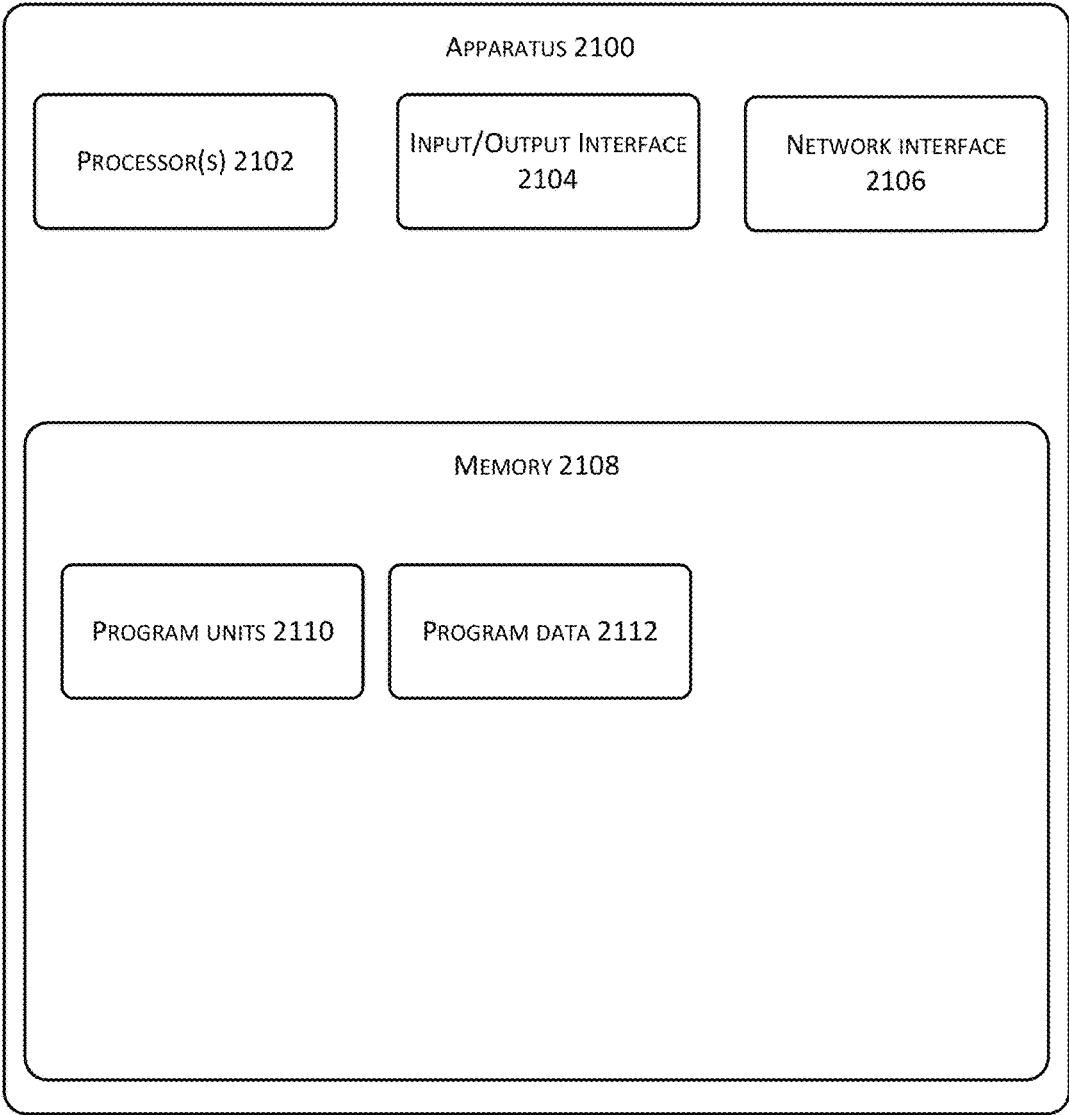 APPARATUS 2100
PROCESSOR(S) 2102
INPUT/OUTPUT INTERFACE
2104
NETWORK INTERFACE
2106
MEMORY 2108
PROGRAM UNITS 2110
PROGRAM DATA 2112